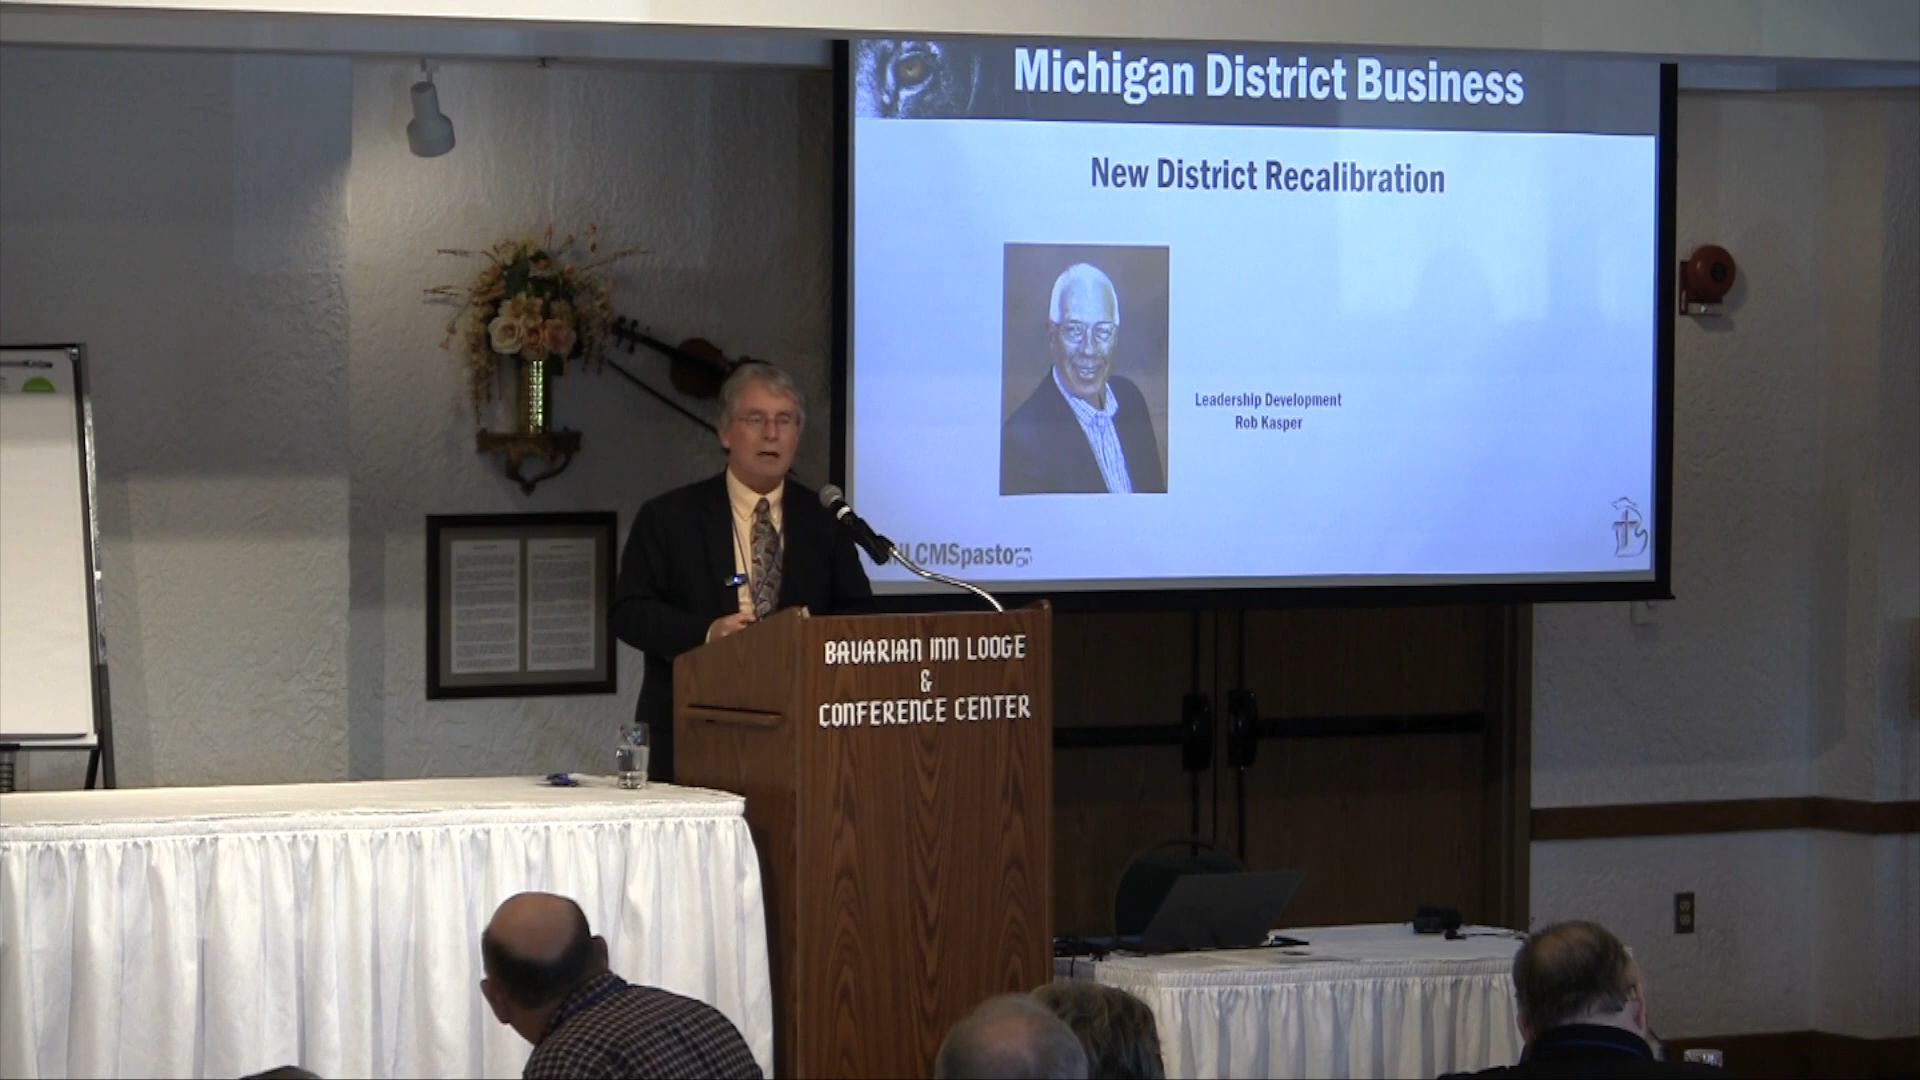 Michigan District Business
New District Recalibration
Leadership Development
Rob Kasper
BAVARIAN INN LODGE
&
CONFERENCE CENTER